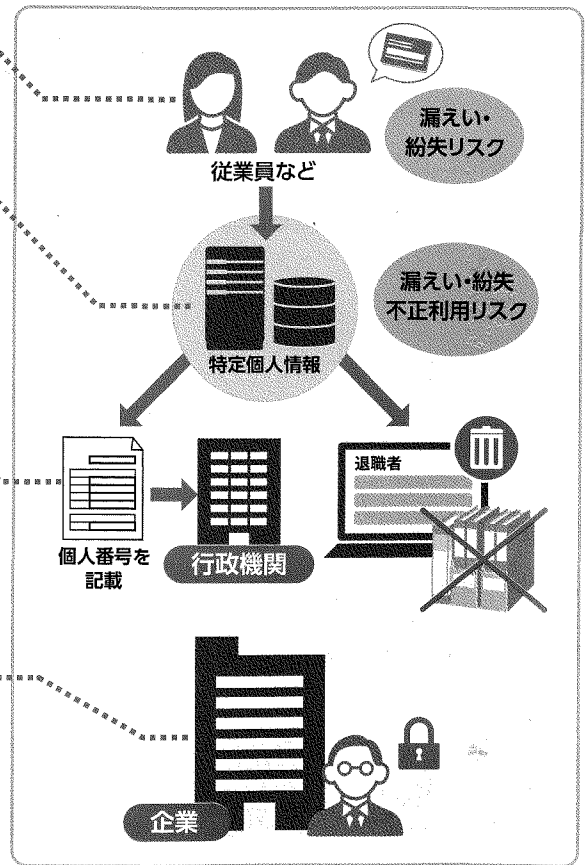 漏えい・
紛失リスク
従業員など
漏えい・紛失
不正利用リスク
特定個人情報
退職者
個人番号を
記載
行政機関
企業